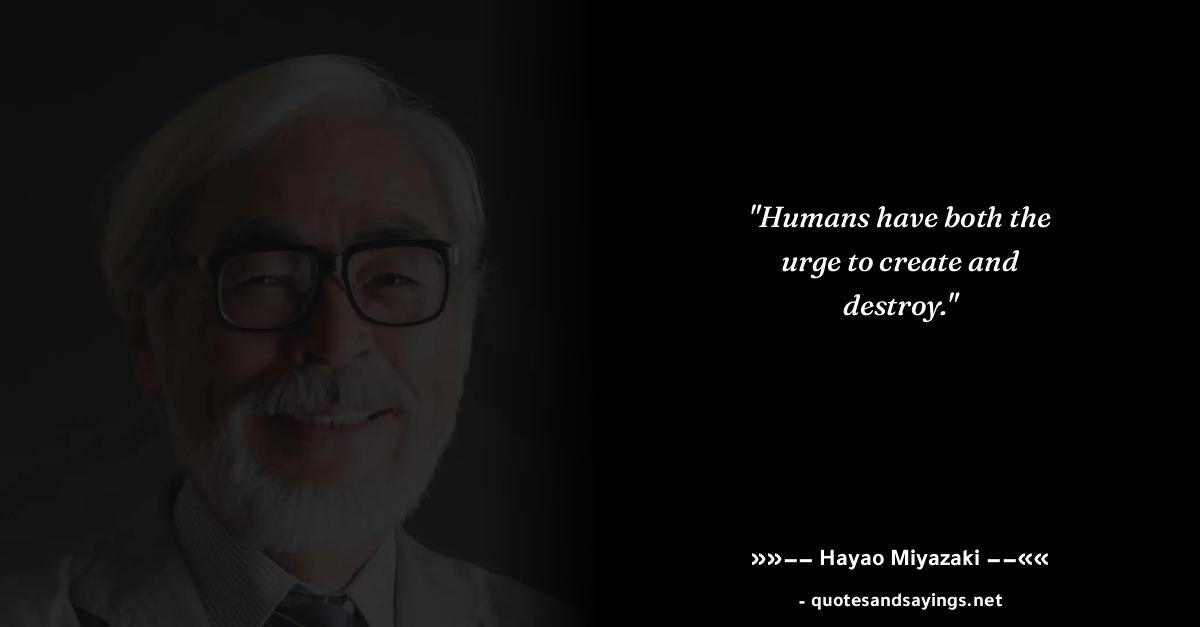 "Humans have both the
urge to create and
destroy."
»»−− Hayao Miyazaki −−««
- quotesandsayings.net